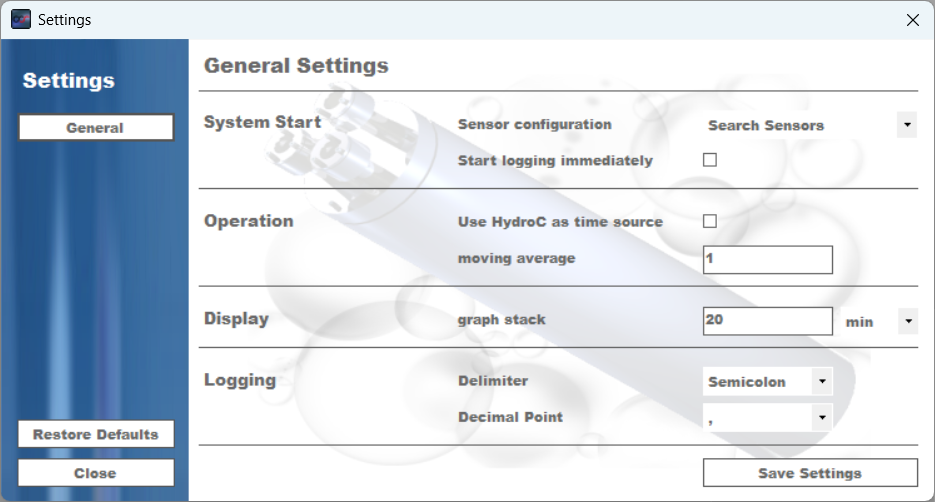 Settings
Settings
General
Restore Defaults
Close
General Settings
System Start
Sensor configuration
Search Sensors
Start logging immediately
Operation
Use HydroC as time source
moving average
1
Display
graph stack
20
min
Logging
Delimiter
Semicolon
Decimal Point
,
Save Settings